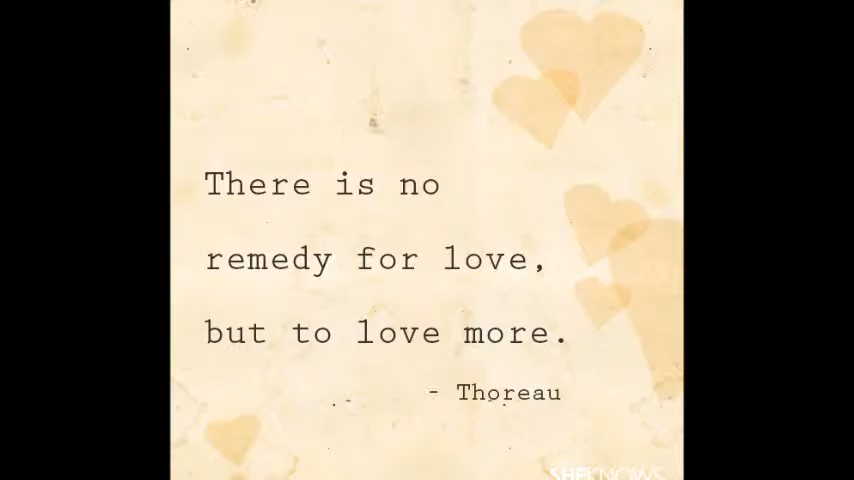 There is no
remedy for love,
but to love more.
- Thoreau
SHEKNOWS